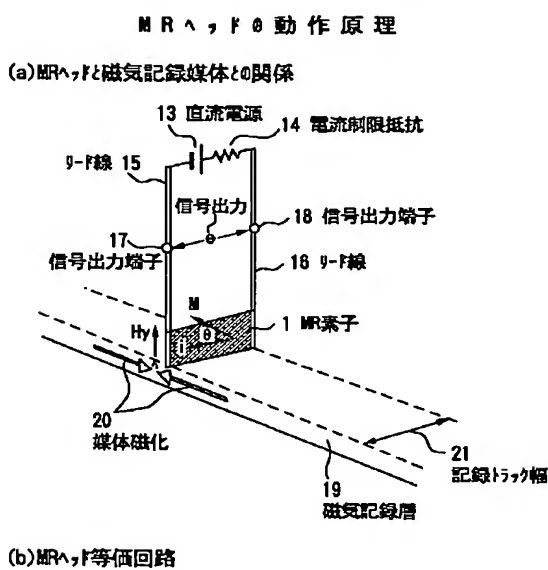 MRヘッドの動作原理
(a)MRヘッドと磁気記録媒体との関係
13 直流電源
14 電流制限抵抗
リード線 15
信号出力
e
18 信号出力端子
17
信号出力端子
16 リード線
M
Hy
i
θ
1 MR素子
20
媒体磁化
21
記録トラック幅
19
磁気記録層
(b)MRヘッド等価回路